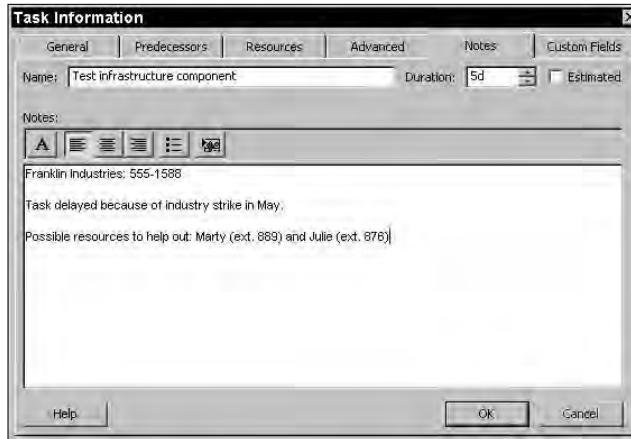 Task Information
General Predecessors Resources Advanced Notes Custom Fields
Name: Test infrastructure component Duration: 5d Estimated
Notes:
A
Franklin Industries: 555-1588
Task delayed because of industry strike in May.
Possible resources to help out: Marty (ext. 889) and Julie (ext. 876)
Help OK Cancel